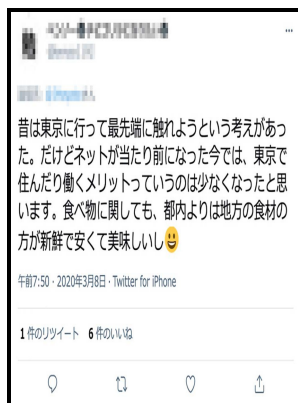 昔は東京に行って最先端に触れようという考えがあっ
た。だけどネットが当たり前になった今では、東京で
住んだり働くメリットっていうのは少なくなったと思
います。食べ物に関しても、都内よりは地方の食材の
方が新鮮で安くて美味しいし😀
午前7:50・2020年3月8日・Twitter for iPhone
1 件のリツイート 6 件のいいね